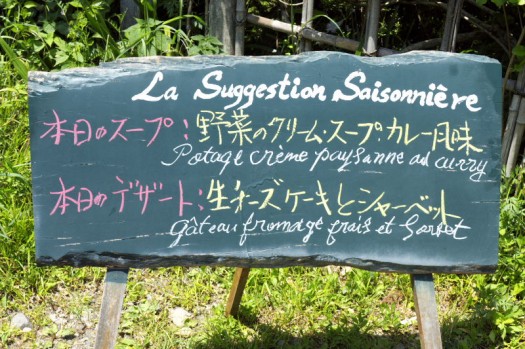 La Suggestion Saisonnière
本日のスープ：野菜のクリーム・スープ・カレー風味
Potage crème paysanne au curry
本日のデザート：生チーズケーキとシャーベット
gâteau fromage frais et Sorbet